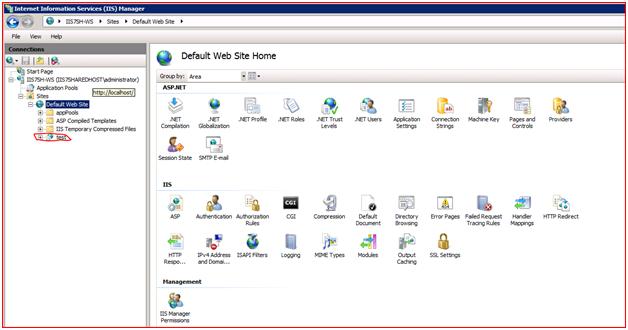 Internet Information Services (IIS) Manager
IIS75H-WS
Sites
Default Web Site
File View Help
Connections
Start Page
IIS75H-WS (IIS75HAREDHOST\administrator)
Application Pools
http://localhost/
Sites
Default Web Site
appPools
ASP Compiled Templates
IIS Temporary Compressed Files
test
Default Web Site Home
Group by: Area
ASP.NET
.NET Compilation
.NET Globalization
.NET Profile
.NET Roles
.NET Trust Levels
.NET Users
Application Settings
Connection Strings
Machine Key
Pages and Controls
Providers
Session State
SMTP E-mail
IIS
ASP
Authentication
Authorization Rules
CGI
Compression
Default Document
Directory Browsing
Error Pages
Failed Request Tracing Rules
Handler Mappings
HTTP Redirect
HTTP Respo...
IPv4 Address and Domai...
ISAPI Filters
Logging
MIME Types
Modules
Output Caching
SSL Settings
Management
IIS Manager Permissions